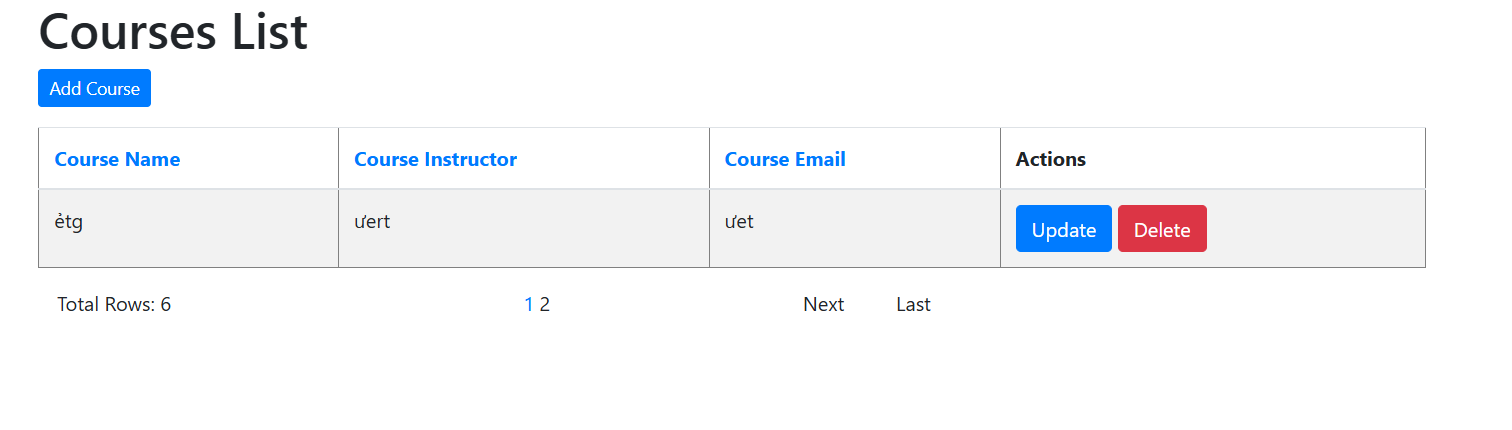 Courses List
Add Course
Course Name Course Instructor Course Email Actions
ẻtg ưert ưet Update Delete
Total Rows: 6 1 2 Next Last